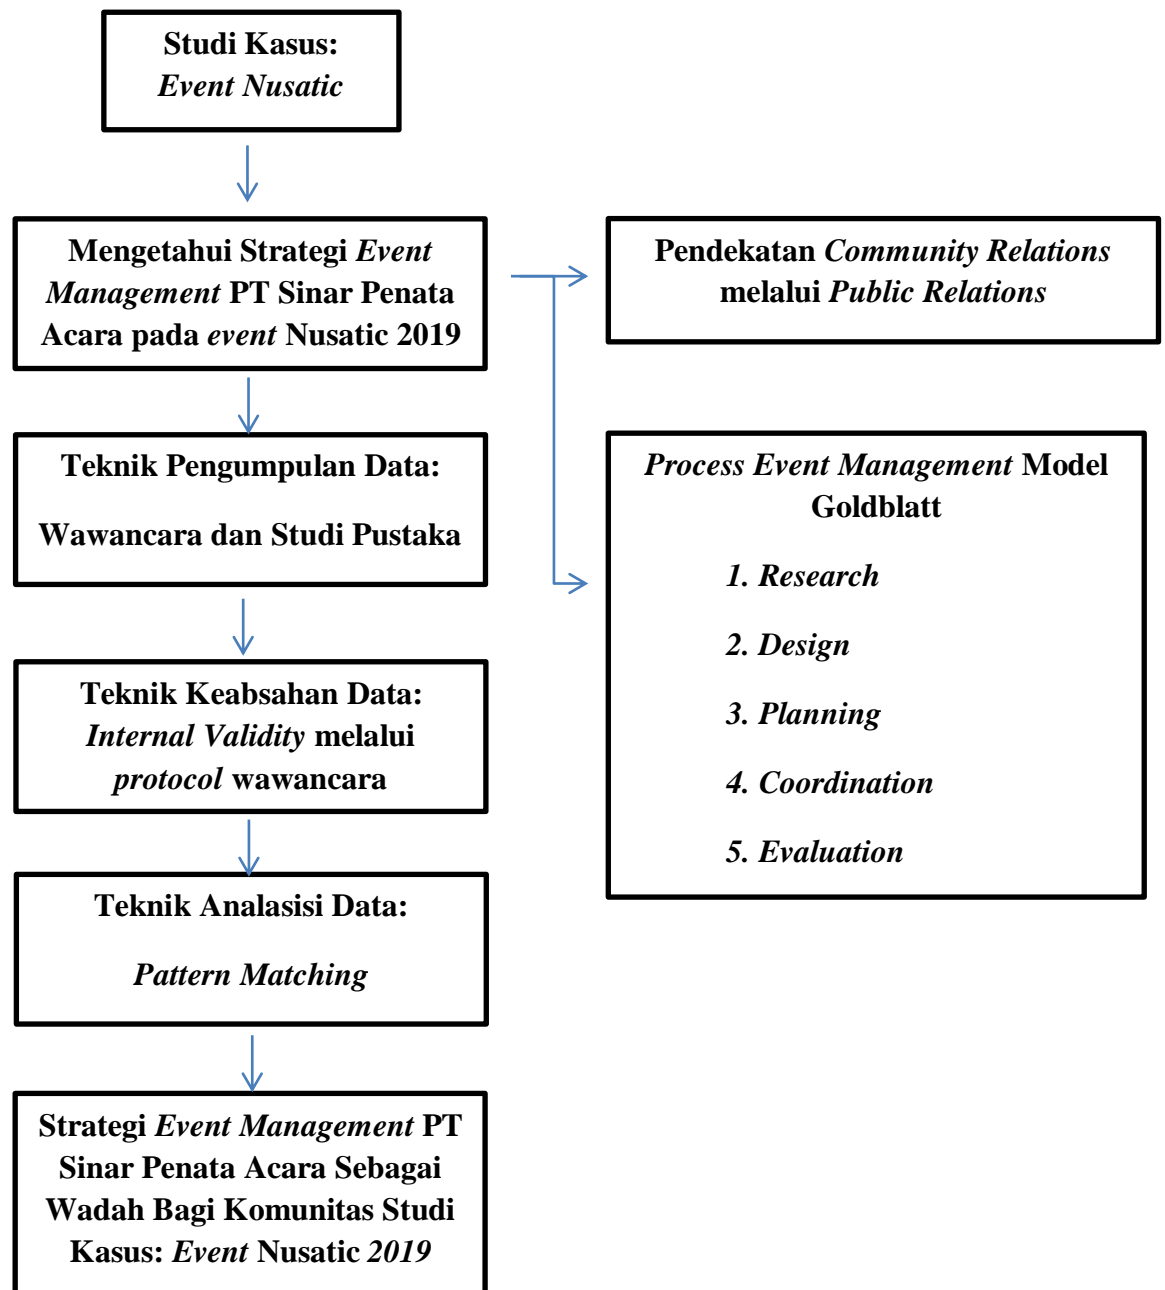 Studi Kasus:
Event Nusatic
Mengetahui Strategi Event
Management PT Sinar Penata
Acara pada event Nusatic 2019
Pendekatan Community Relations
melalui Public Relations
Teknik Pengumpulan Data:
Wawancara dan Studi Pustaka
Process Event Management Model
Goldblatt
1. Research
2. Design
3. Planning
4. Coordination
5. Evaluation
Teknik Keabsahan Data:
Internal Validity melalui
protocol wawancara
Teknik Analasisi Data:
Pattern Matching
Strategi Event Management PT
Sinar Penata Acara Sebagai
Wadah Bagi Komunitas Studi
Kasus: Event Nusatic 2019